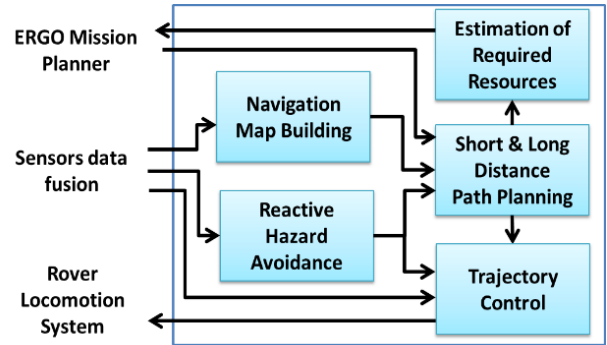 ERGO Mission
Planner
Estimation of
Required
Resources
Navigation
Map Building
Sensors data
fusion
Short & Long
Distance
Path Planning
Reactive
Hazard
Avoidance
Rover
Locomotion
System
Trajectory
Control